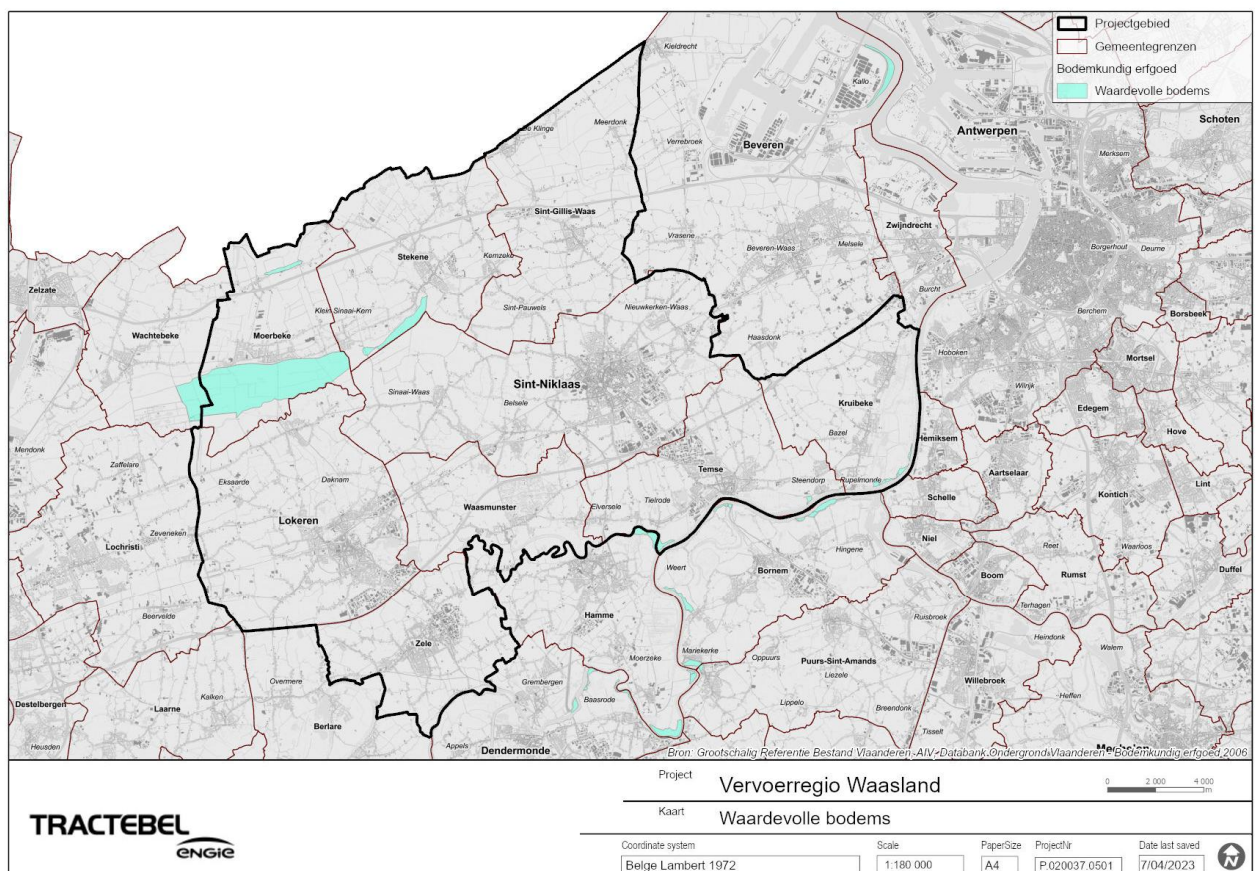 Projectgebied
Gemeentegrenzen
Bodemkundig erfgoed
Waardevolle bodems
Kieldrecht
Kallo
Antwerpen
Schoten
Meerdonk
De Klinge
Verrebroek
Beveren
Merksem
Sint-Gillis-Waas
Zwijndrecht
Vrasene
Beveren-Waas
Melsele
Borgerhout
Deurne
Stekene
Kemzeke
Zelzate
Burcht
Klein Sinaai-Kern
Sint-Pauwels
Nieuwkerken-Waas
Berchem
Borsbeek
Wachtebeke
Moerbeke
Haasdonk
Hoboken
Mortsel
Wilrijk
Sint-Niklaas
Sinaai-Waas
Belsele
Kruibeke
Edegem
Bazel
Hemiksem
Hove
Mendonk
Zaffelare
Temse
Aartselaar
Eksaarde
Daknam
Steendorp
Rupelmonde
Lint
Tielrode
Schelle
Kontich
Elversele
Waasmunster
Lokeren
Zeveneken
Lochristi
Niel
Reet
Waarloos
Hingene
Weert
Bornem
Boom
Rumst
Duffel
Terhagen
Beervelde
Hamme
Ruisbroek
Heindonk
Zele
Mariekerke
Walem
Moerzeke
Oppuurs
Puurs-Sint-Amands
Liezele
Overmere
Grembergen
Willebroek
Kalken
Baasrode
Heffen
Destelbergen
Laarne
Lippelo
Breendonk
Berlare
Tisselt
Heusden
Appels
Dendermonde
Mechelen
Bron: Grootschalig Referentie Bestand Vlaanderen, AIV, Databank Ondergrond Vlaanderen - Bodemkundig erfgoed 2006
Project
Vervoerregio Waasland
0 2 000 4 000
m
Kaart
Waardevolle bodems
TRACTEBEL
ENGIE
Coordinate system
Scale
PaperSize
ProjectNr
Date last saved
Belge Lambert 1972
1:180 000
A4
P.020037.0501
7/04/2023